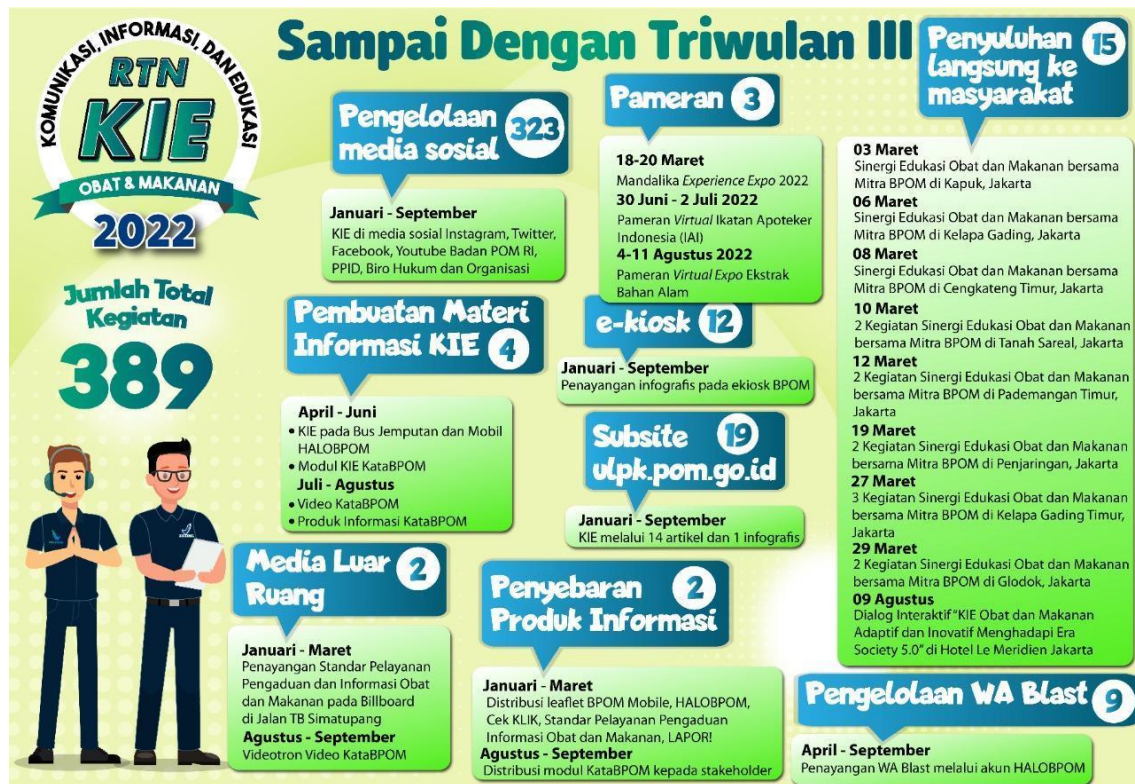 KOMUNIKASI, INFORMASI, DAN EDUKASI
RTN
KIE
OBAT & MAKANAN
2022
Jumlah Total
Kegiatan
389
Sampai Dengan Triwulan III
Pengelolaan
media sosial
323
Januari - September
KIE di media sosial Instagram, Twitter,
Facebook, Youtube Badan POM RI,
PPID, Biro Hukum dan Organisasi
Pameran 3
18-20 Maret
Mandalika Experience Expo 2022
30 Juni - 2 Juli 2022
Pameran Virtual Ikatan Apoteker
Indonesia (IAI)
4-11 Agustus 2022
Pameran Virtual Expo Ekstrak
Bahan Alam
Penyuluhan
langsung ke
masyarakat
15
03 Maret
Sinergi Edukasi Obat dan Makanan bersama
Mitra BPOM di Kapuk, Jakarta
06 Maret
Sinergi Edukasi Obat dan Makanan bersama
Mitra BPOM di Kelapa Gading, Jakarta
08 Maret
Sinergi Edukasi Obat dan Makanan bersama
Mitra BPOM di Cengkateng Timur, Jakarta
10 Maret
2 Kegiatan Sinergi Edukasi Obat dan Makanan
bersama Mitra BPOM di Tanah Sareal, Jakarta
12 Maret
2 Kegiatan Sinergi Edukasi Obat dan Makanan
bersama Mitra BPOM di Pademangan Timur,
Jakarta
19 Maret
2 Kegiatan Sinergi Edukasi Obat dan Makanan
bersama Mitra BPOM di Penjaringan, Jakarta
27 Maret
3 Kegiatan Sinergi Edukasi Obat dan Makanan
bersama Mitra BPOM di Kelapa Gading Timur,
Jakarta
29 Maret
2 Kegiatan Sinergi Edukasi Obat dan Makanan
bersama Mitra BPOM di Glodok, Jakarta
09 Agustus
Dialog Interaktif "KIE Obat dan Makanan
Adaptif dan Inovatif Menghadapi Era
Society 5.0" di Hotel Le Meridien Jakarta
Pembuatan Materi
Informasi KIE 4
April - Juni
• KIE pada Bus Jemputan dan Mobil
HALOBPOM
• Modul KIE KataBPOM
Juli - Agustus
• Video KataBPOM
• Produk Informasi KataBPOM
e-kiosk 12
Januari - September
Penayangan infografis pada ekiosk BPOM
Subsite 19
ulpk.pom.go.id
Januari - September
KIE melalui 14 artikel dan 1 infografis
Media Luar
Ruang
2
Januari - Maret
Penayangan Standar Pelayanan
Pengaduan dan Informasi Obat
dan Makanan pada Billboard
di Jalan TB Simatupang
Agustus - September
Videotron Video KataBPOM
Penyebaran
Produk Informasi
2
Januari - Maret
Distribusi leaflet BPOM Mobile, HALOBPOM,
Cek KLIK, Standar Pelayanan Pengaduan
Informasi Obat dan Makanan, LAPOR!
Agustus - September
Distribusi modul KataBPOM kepada stakeholder
Pengelolaan WA Blast 9
April - September
Penayangan WA Blast melalui akun HALOBPOM